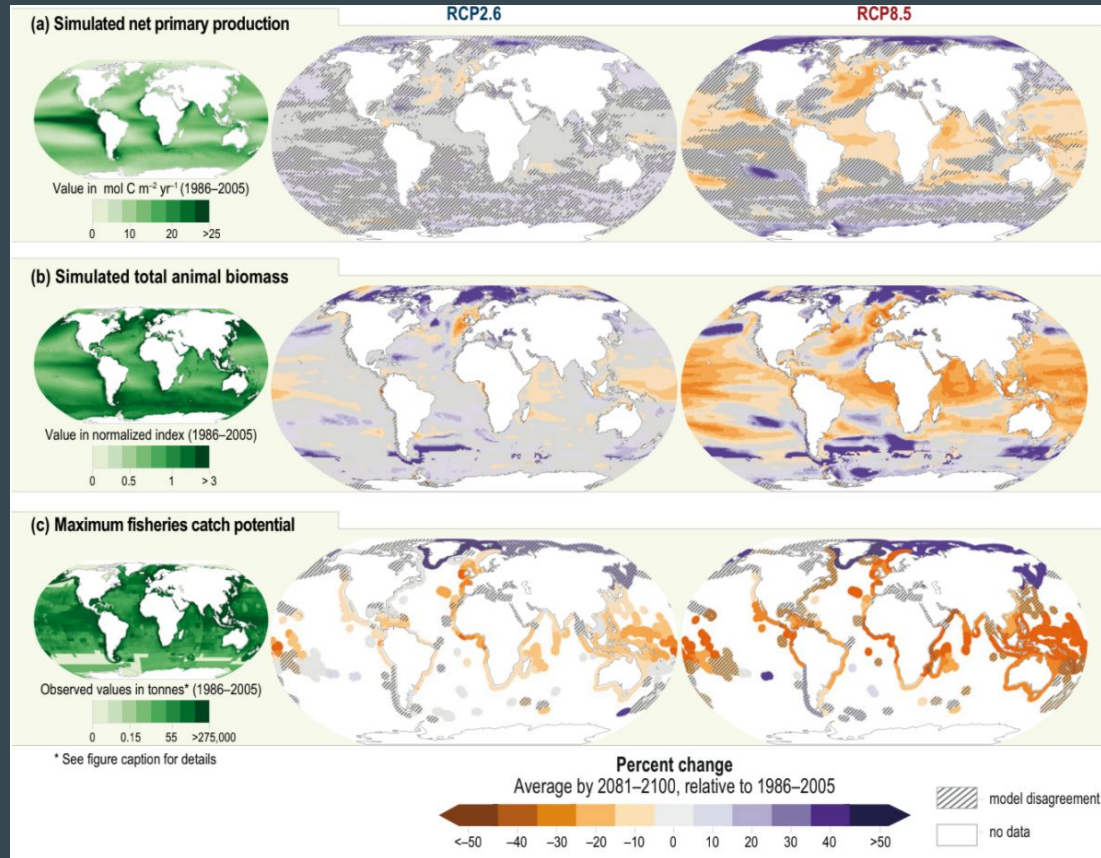 RCP2.6
RCP8.5
(a) Simulated net primary production
Value in mol C m⁻² yr⁻¹ (1986–2005)
0 10 20 >25
(b) Simulated total animal biomass
Value in normalized index (1986–2005)
0 0.5 1 > 3
(c) Maximum fisheries catch potential
Observed values in tonnes* (1986–2005)
0 0.15 55 >275,000
* See figure caption for details
Percent change
Average by 2081–2100, relative to 1986–2005
<–50 –40 –30 –20 –10 0 10 20 30 40 >50
model disagreement
no data